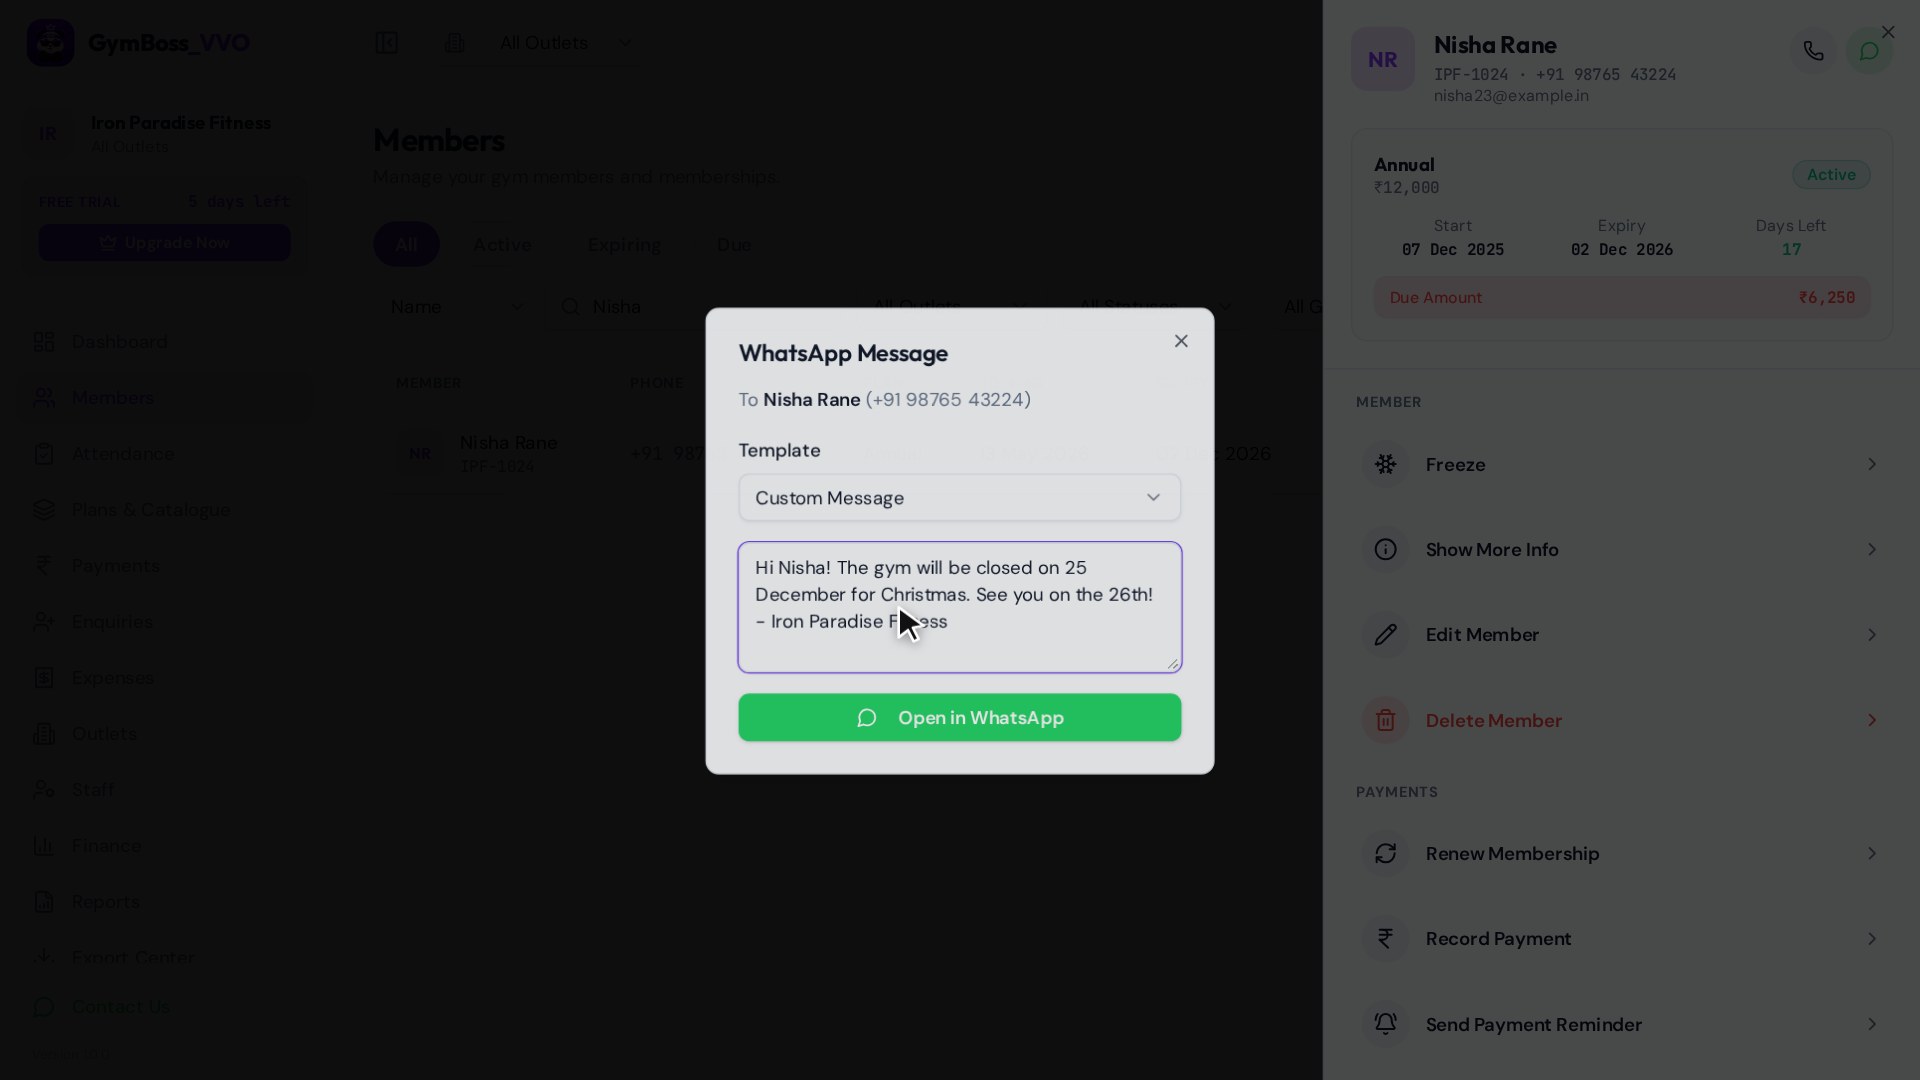 GymBoss_VVO
All Outlets
Iron Paradise Fitness
All Outlets
FREE TRIAL
5 days left
Upgrade Now
Dashboard
Members
Attendance
Plans & Catalogue
Payments
Enquiries
Expenses
Outlets
Staff
Finance
Reports
Export Center
Contact Us
Members
Manage your gym members and memberships.
All
Active
Expiring
Due
Name
Nisha
All Outlets
All Statuses
All G
MEMBER
PHONE
NR
Nisha Rane
IPF-1024
+91 987
2026
WhatsApp Message
To Nisha Rane (+91 98765 43224)
Template
Custom Message
Hi Nisha! The gym will be closed on 25
December for Christmas. See you on the 26th!
- Iron Paradise
Open in WhatsApp
NR
Nisha Rane
IPF-1024 · +91 98765 43224
nisha23@example.in
Annual
₹12,000
Active
Start
Expiry
Days Left
07 Dec 2025
02 Dec 2026
17
Due Amount
₹6,250
MEMBER
Freeze
Show More Info
Edit Member
Delete Member
PAYMENTS
Renew Membership
Record Payment
Send Payment Reminder